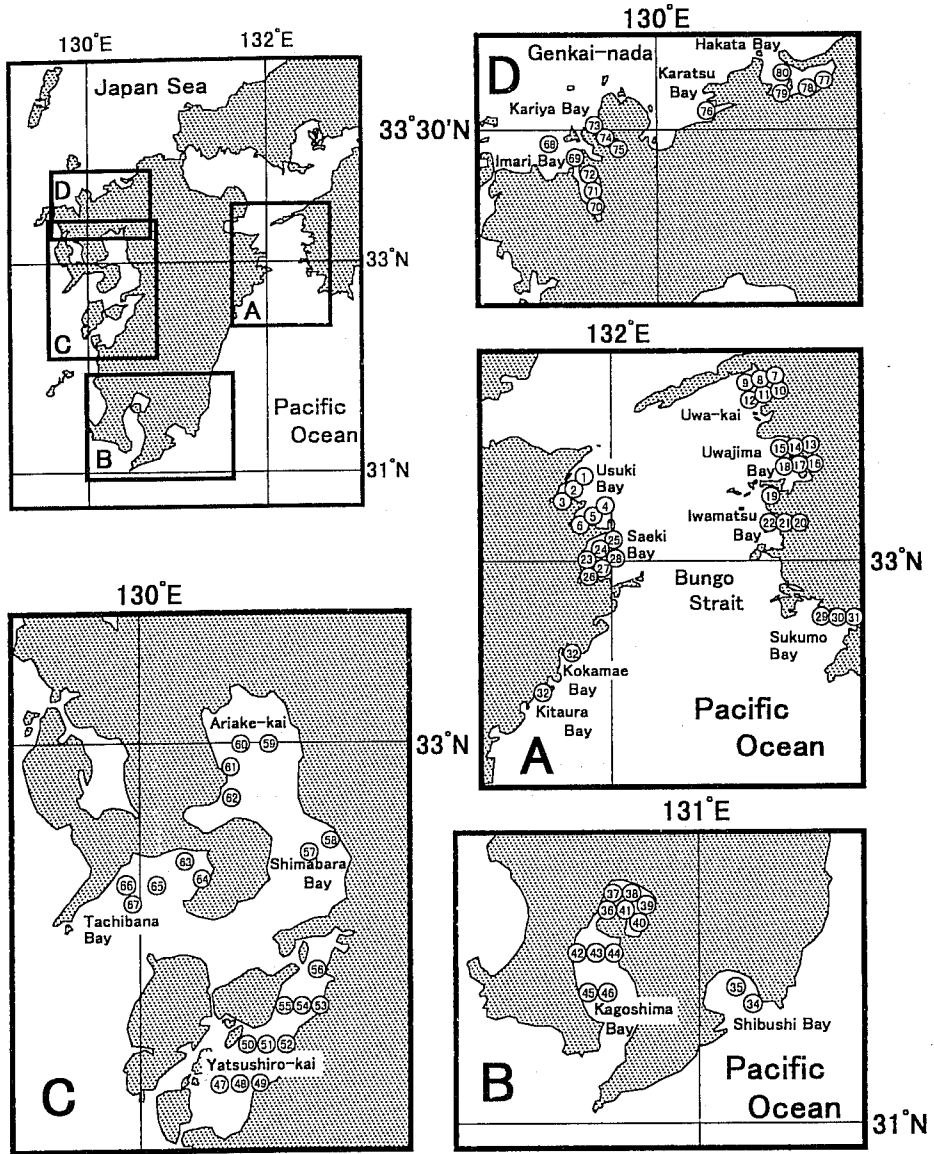 130°E
132°E
Japan Sea
D
33°N
A
C
Pacific
Ocean
B
31°N
130°E
D
Genkai-nada
Hakata Bay
Karatsu
Bay
80
77
79
78
76
Kariya Bay
73
33°30'N
74
75
68
Imari Bay
69
72
71
70
132°E
9
8
7
12
11
10
Uwa-kai
15
14
13
Uwajima
Bay
18
17
16
19
Iwamatsu
Bay
22
21
20
1
Usuki
Bay
2
3
4
5
6
25
Saeki
Bay
24
23
28
27
26
33°N
Bungo
Strait
29
30
31
Sukumo
Bay
32
Kokamae
Bay
32
Kitaura
Bay
Pacific
Ocean
A
130°E
Ariake-kai
60
59
33°N
61
62
58
57
Shimabara
Bay
63
64
66
65
67
Tachibana
Bay
56
55
54
53
50
51
52
Yatsushiro-kai
47
48
49
C
131°E
37
38
36
41
39
40
42
43
44
45
46
Kagoshima
Bay
35
34
Shibushi Bay
B
Pacific
Ocean
31°N